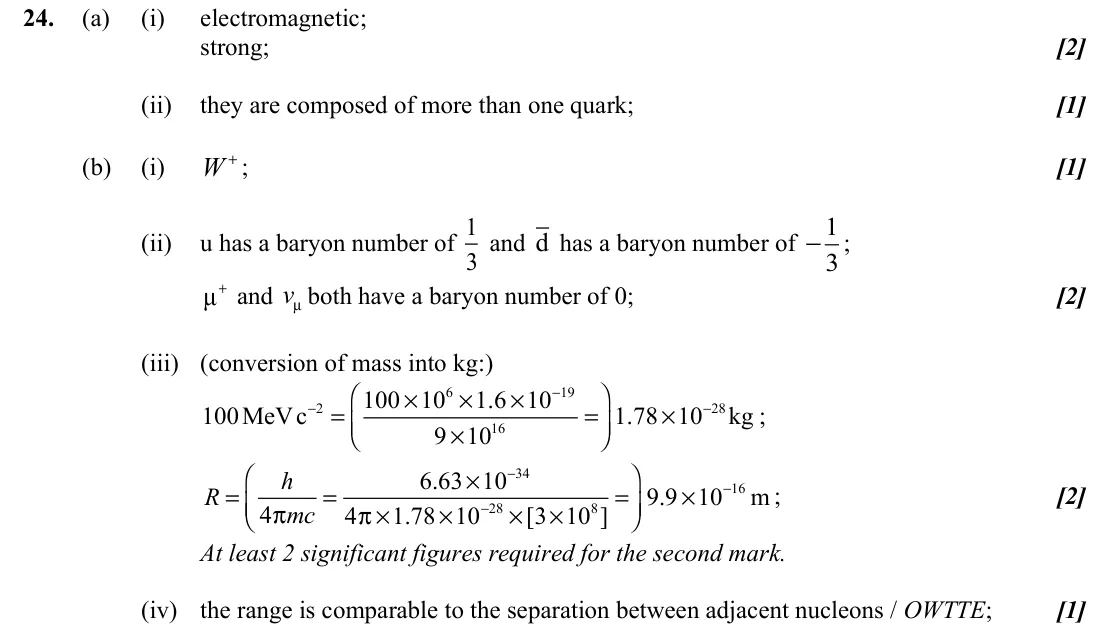 24. (a) (i) electromagnetic;
strong; [2]
(ii) they are composed of more than one quark; [1]
(b) (i) W⁺; [1]
(ii) u has a baryon number of 1/3 and d̅ has a baryon number of −1/3;
μ⁺ and ν_μ both have a baryon number of 0; [2]
(iii) (conversion of mass into kg:)
100 MeV c⁻² = ( (100×10⁶×1.6×10⁻¹⁹)/(9×10¹⁶) = ) 1.78×10⁻²⁸ kg;
R = ( h/(4πmc) = (6.63×10⁻³⁴)/(4π×1.78×10⁻²⁸×[3×10⁸]) = ) 9.9×10⁻¹⁶ m; [2]
At least 2 significant figures required for the second mark.
(iv) the range is comparable to the separation between adjacent nucleons / OWTTE; [1]